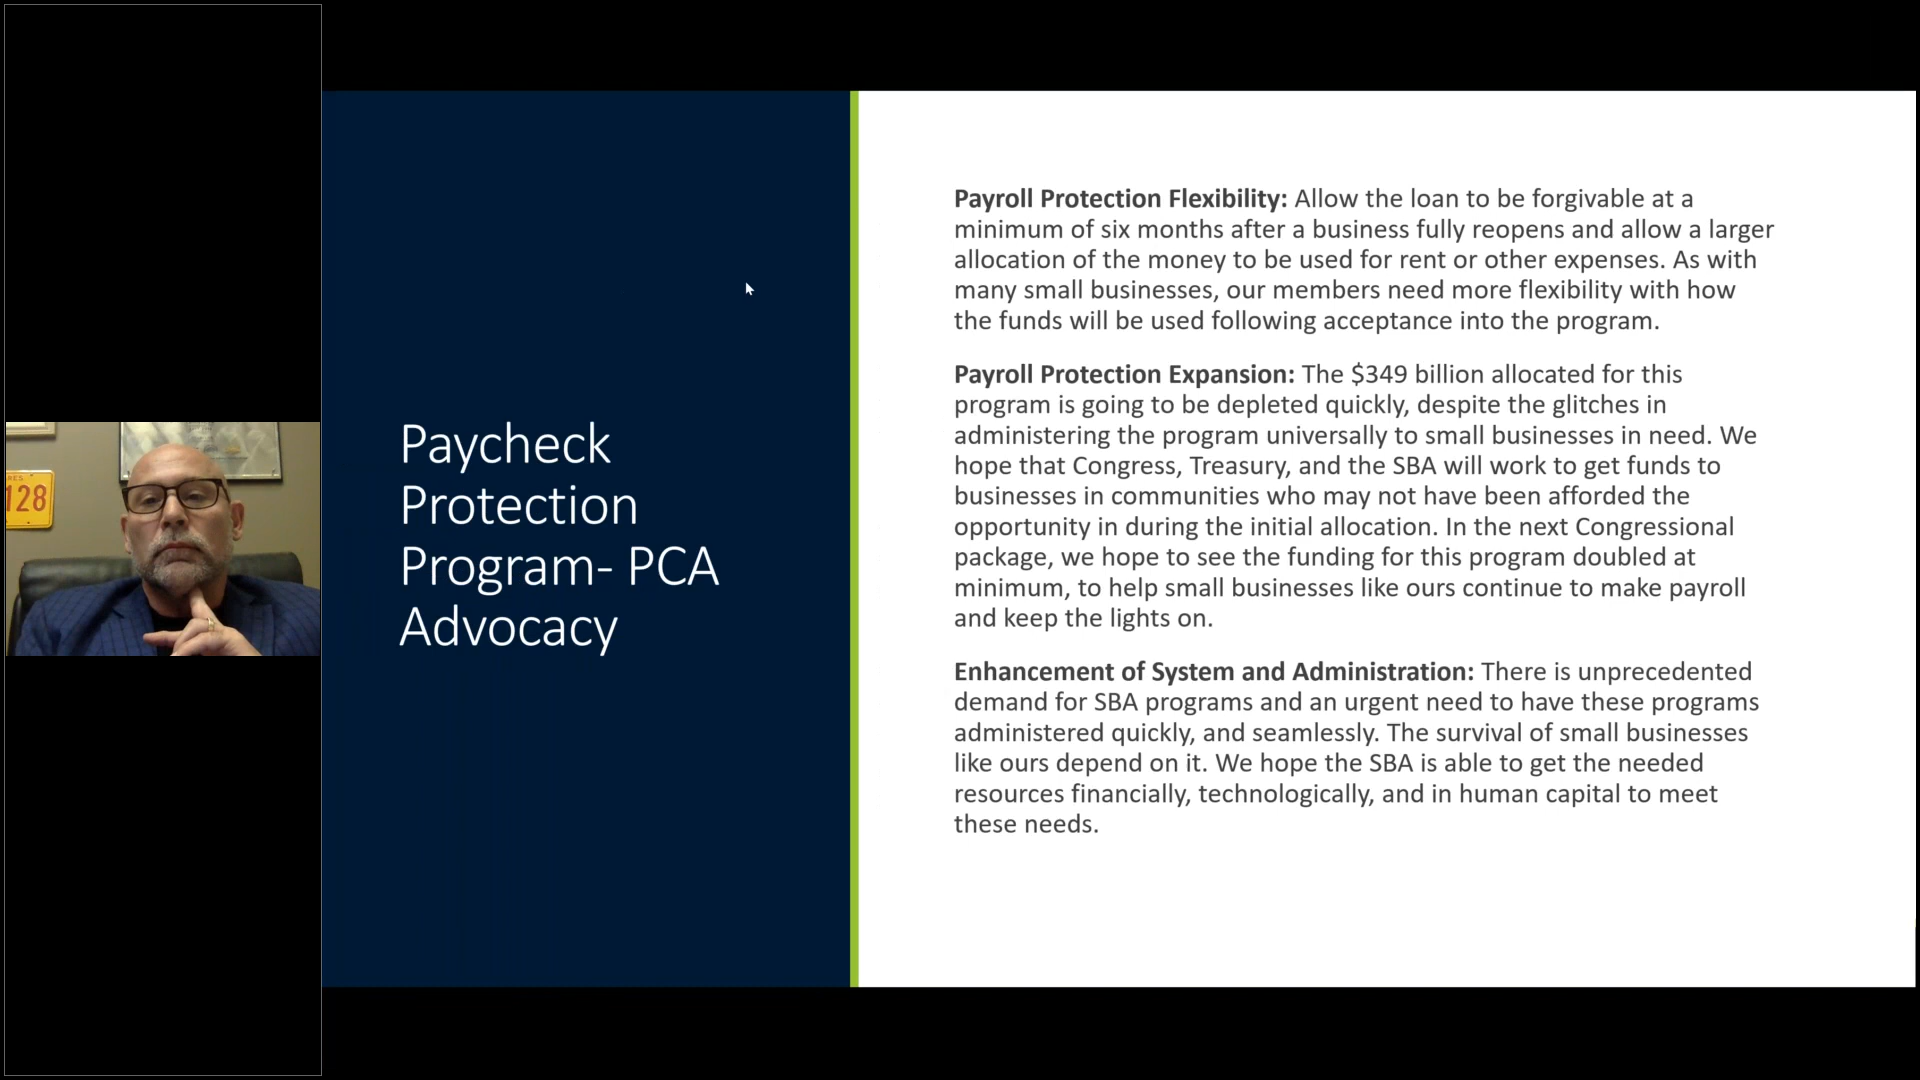 RES
128
Paycheck
Protection
Program- PCA
Advocacy
Payroll Protection Flexibility: Allow the loan to be forgivable at a
minimum of six months after a business fully reopens and allow a larger
allocation of the money to be used for rent or other expenses. As with
many small businesses, our members need more flexibility with how
the funds will be used following acceptance into the program.
Payroll Protection Expansion: The $349 billion allocated for this
program is going to be depleted quickly, despite the glitches in
administering the program universally to small businesses in need. We
hope that Congress, Treasury, and the SBA will work to get funds to
businesses in communities who may not have been afforded the
opportunity in during the initial allocation. In the next Congressional
package, we hope to see the funding for this program doubled at
minimum, to help small businesses like ours continue to make payroll
and keep the lights on.
Enhancement of System and Administration: There is unprecedented
demand for SBA programs and an urgent need to have these programs
administered quickly, and seamlessly. The survival of small businesses
like ours depend on it. We hope the SBA is able to get the needed
resources financially, technologically, and in human capital to meet
these needs.